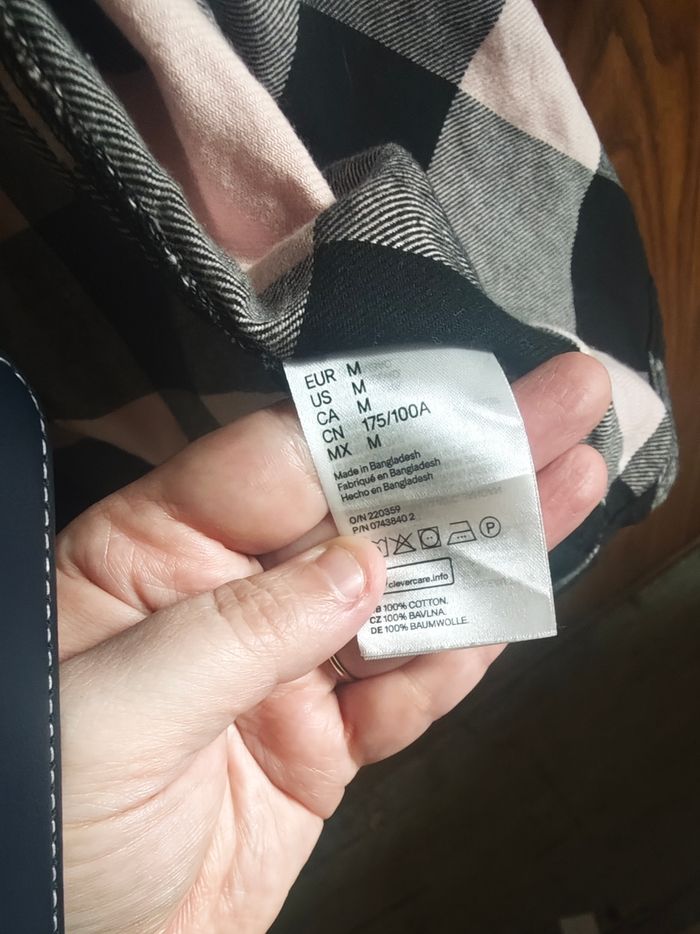 EUR M
US M
CA M
CN 175/100A
MX M
Made in Bangladesh
Fabriqué en Bangladesh
Hecho en Bangladesh
O/N 220359
P/N 0743840 2
P
clevercare.info
100% COTTON.
CZ 100% BAVLNA.
DE 100% BAUMWOLLE.